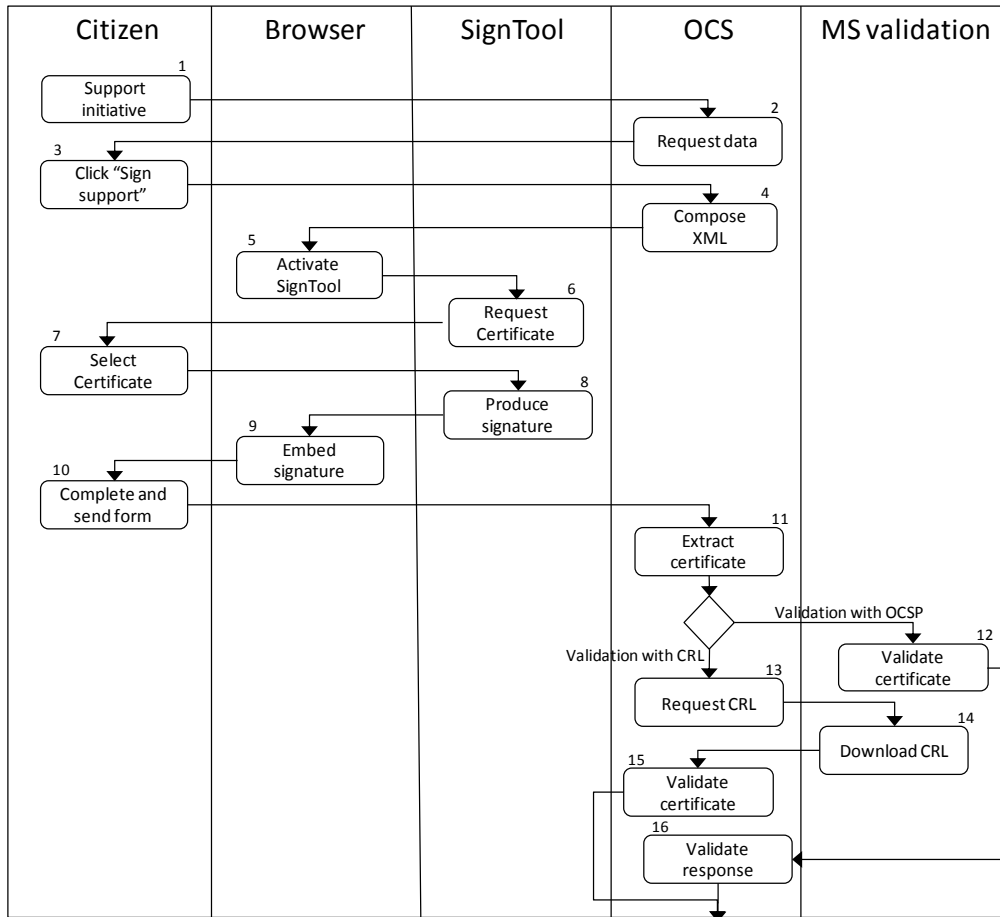 Citizen
Browser
SignTool
OCS
MS validation
1
Support
initiative
2
Request data
3
Click “Sign
support”
4
Compose
XML
5
Activate
SignTool
6
Request
Certificate
7
Select
Certificate
8
Produce
signature
9
Embed
signature
10
Complete and
send form
11
Extract
certificate
Validation with OCSP
12
Validate
certificate
Validation with CRL
13
Request CRL
14
Download CRL
15
Validate
certificate
16
Validate
response